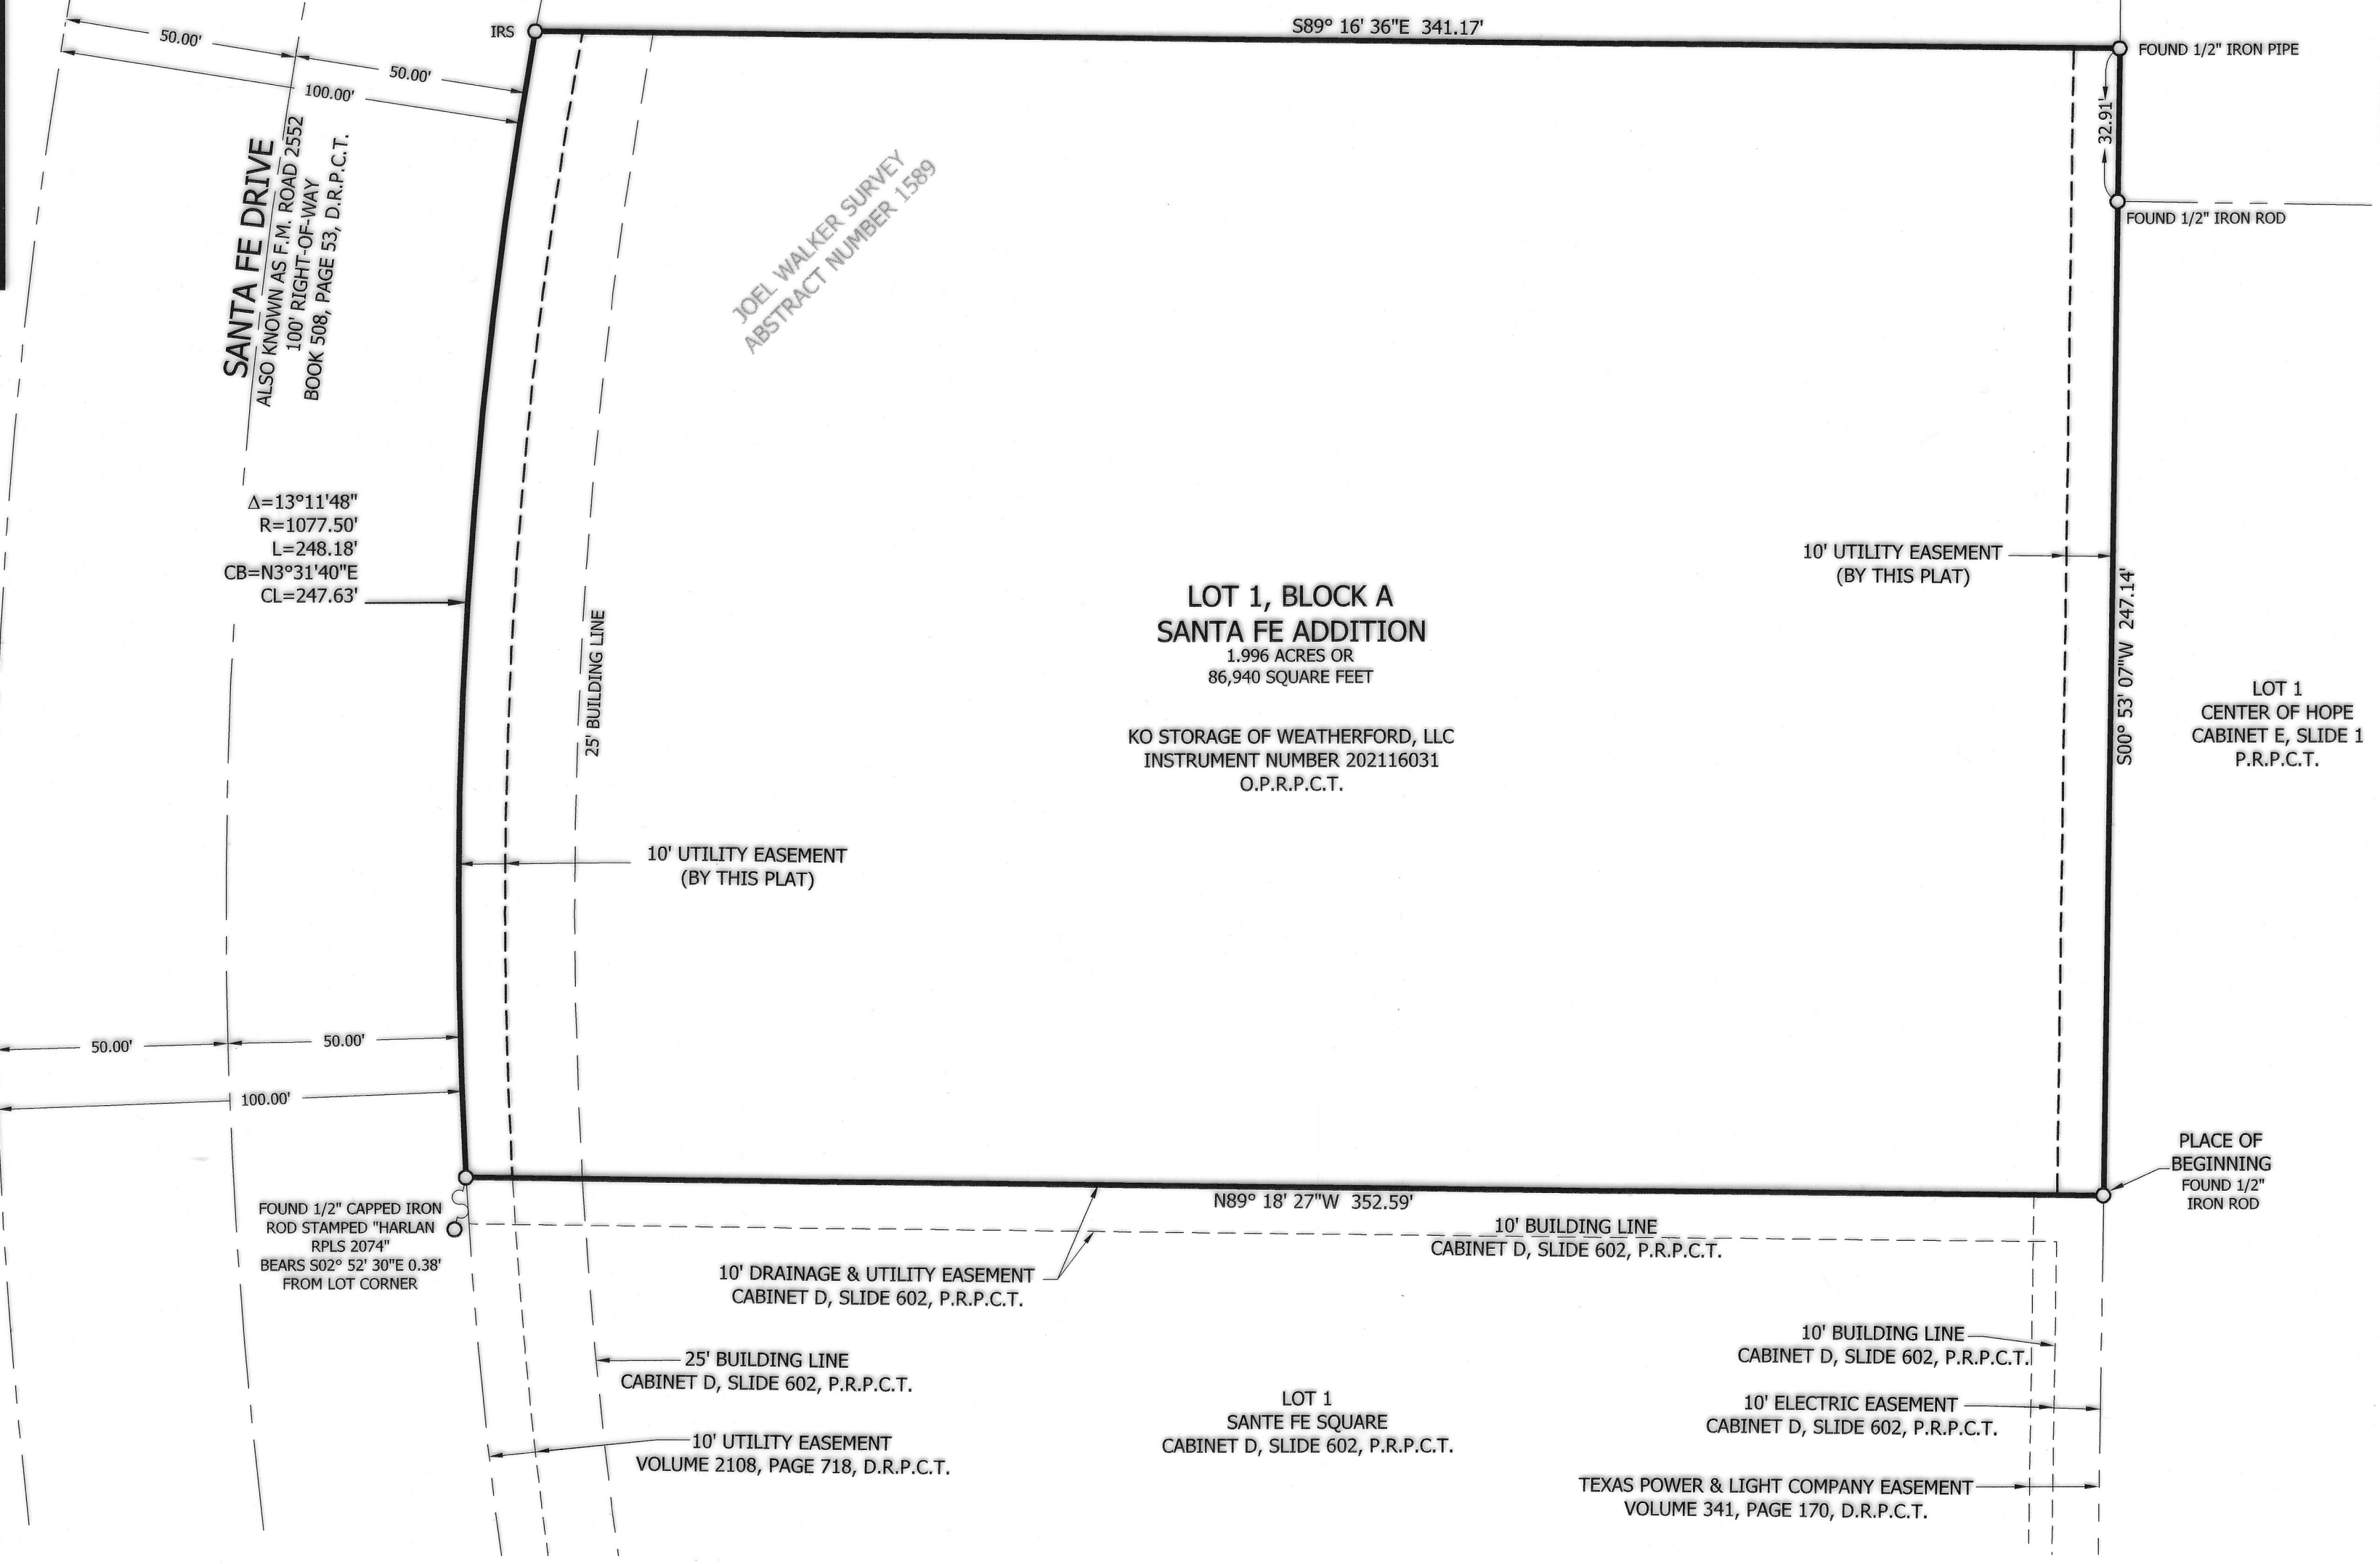 S89° 16' 36"E 341.17'
IRS
50.00'
50.00'
100.00'
FOUND 1/2" IRON PIPE
32.91'
FOUND 1/2" IRON ROD
SANTA FE DRIVE
ALSO KNOWN AS F.M. ROAD 2552
100' RIGHT-OF-WAY
BOOK 508, PAGE 53, D.R.P.C.T.
JOEL WALKER SURVEY
ABSTRACT NUMBER 1589
Δ=13°11'48"
R=1077.50'
L=248.18'
CB=N3°31'40"E
CL=247.63'
25' BUILDING LINE
LOT 1, BLOCK A
SANTA FE ADDITION
1.996 ACRES OR
86,940 SQUARE FEET
KO STORAGE OF WEATHERFORD, LLC
INSTRUMENT NUMBER 202116031
O.P.R.P.C.T.
10' UTILITY EASEMENT
(BY THIS PLAT)
S00° 53' 07"W 247.14'
LOT 1
CENTER OF HOPE
CABINET E, SLIDE 1
P.R.P.C.T.
10' UTILITY EASEMENT
(BY THIS PLAT)
50.00'
50.00'
100.00'
PLACE OF
BEGINNING
FOUND 1/2"
IRON ROD
FOUND 1/2" CAPPED IRON
ROD STAMPED "HARLAN
RPLS 2074"
BEARS S02° 52' 30"E 0.38'
FROM LOT CORNER
N89° 18' 27"W 352.59'
10' BUILDING LINE
CABINET D, SLIDE 602, P.R.P.C.T.
10' DRAINAGE & UTILITY EASEMENT
CABINET D, SLIDE 602, P.R.P.C.T.
25' BUILDING LINE
CABINET D, SLIDE 602, P.R.P.C.T.
10' BUILDING LINE
CABINET D, SLIDE 602, P.R.P.C.T.
LOT 1
SANTE FE SQUARE
CABINET D, SLIDE 602, P.R.P.C.T.
10' ELECTRIC EASEMENT
CABINET D, SLIDE 602, P.R.P.C.T.
10' UTILITY EASEMENT
VOLUME 2108, PAGE 718, D.R.P.C.T.
TEXAS POWER & LIGHT COMPANY EASEMENT
VOLUME 341, PAGE 170, D.R.P.C.T.